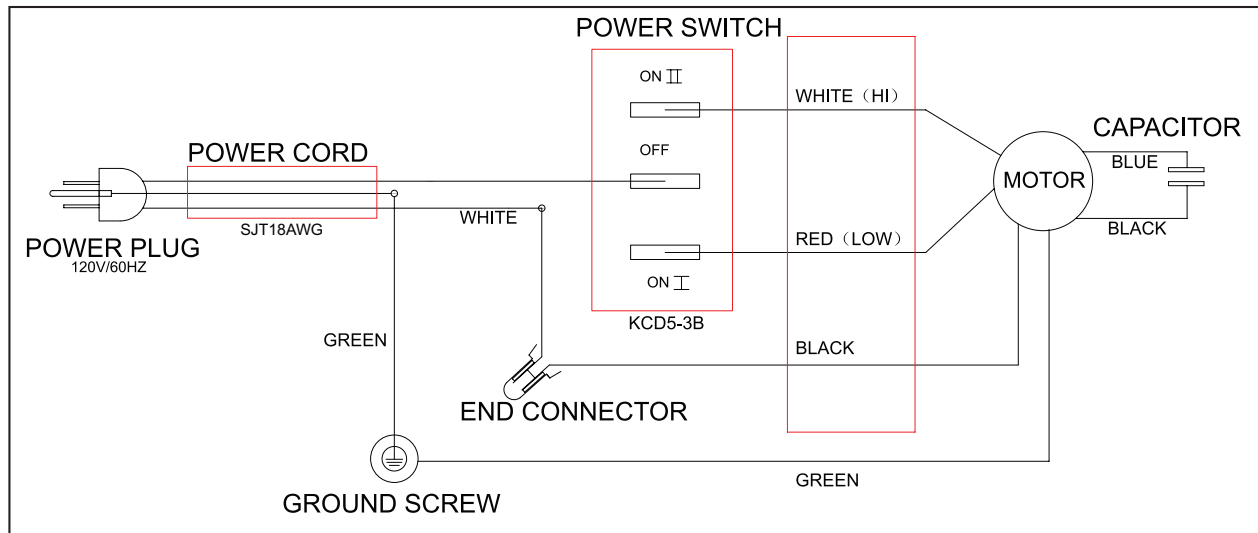 POWER SWITCH
ON Ⅱ
WHITE（HI）
CAPACITOR
OFF
POWER CORD
BLUE
MOTOR
WHITE
SJT18AWG
POWER PLUG
120V/60HZ
BLACK
RED（LOW）
ON Ⅰ
KCD5-3B
GREEN
BLACK
END CONNECTOR
GREEN
GROUND SCREW